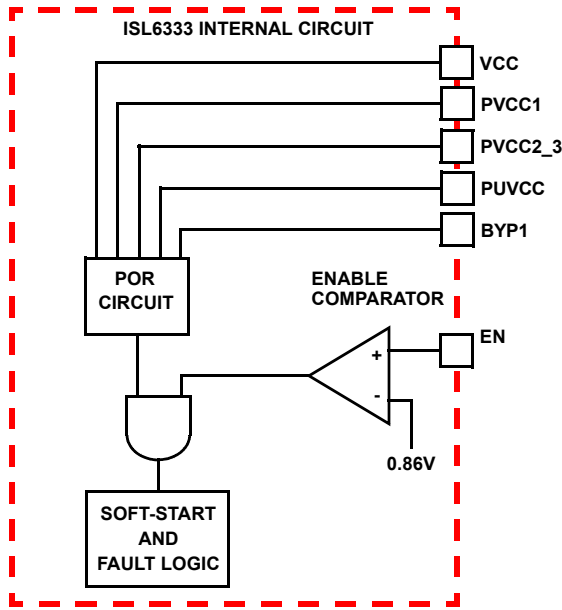 ISL6333 INTERNAL CIRCUIT
VCC
PVCC1
PVCC2_3
PUVCC
BYP1
POR
CIRCUIT
ENABLE
COMPARATOR
EN
+
-
0.86V
SOFT-START
AND
FAULT LOGIC